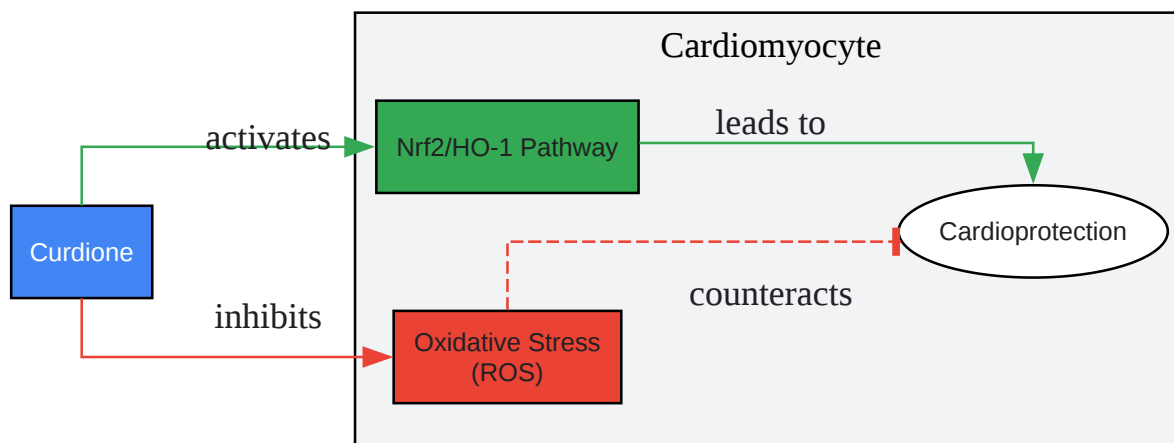 Cardiomyocyte
activates
Nrf2/HO-1 Pathway
leads to
Curdione
Cardioprotection
inhibits
counteracts
Oxidative Stress
(ROS)